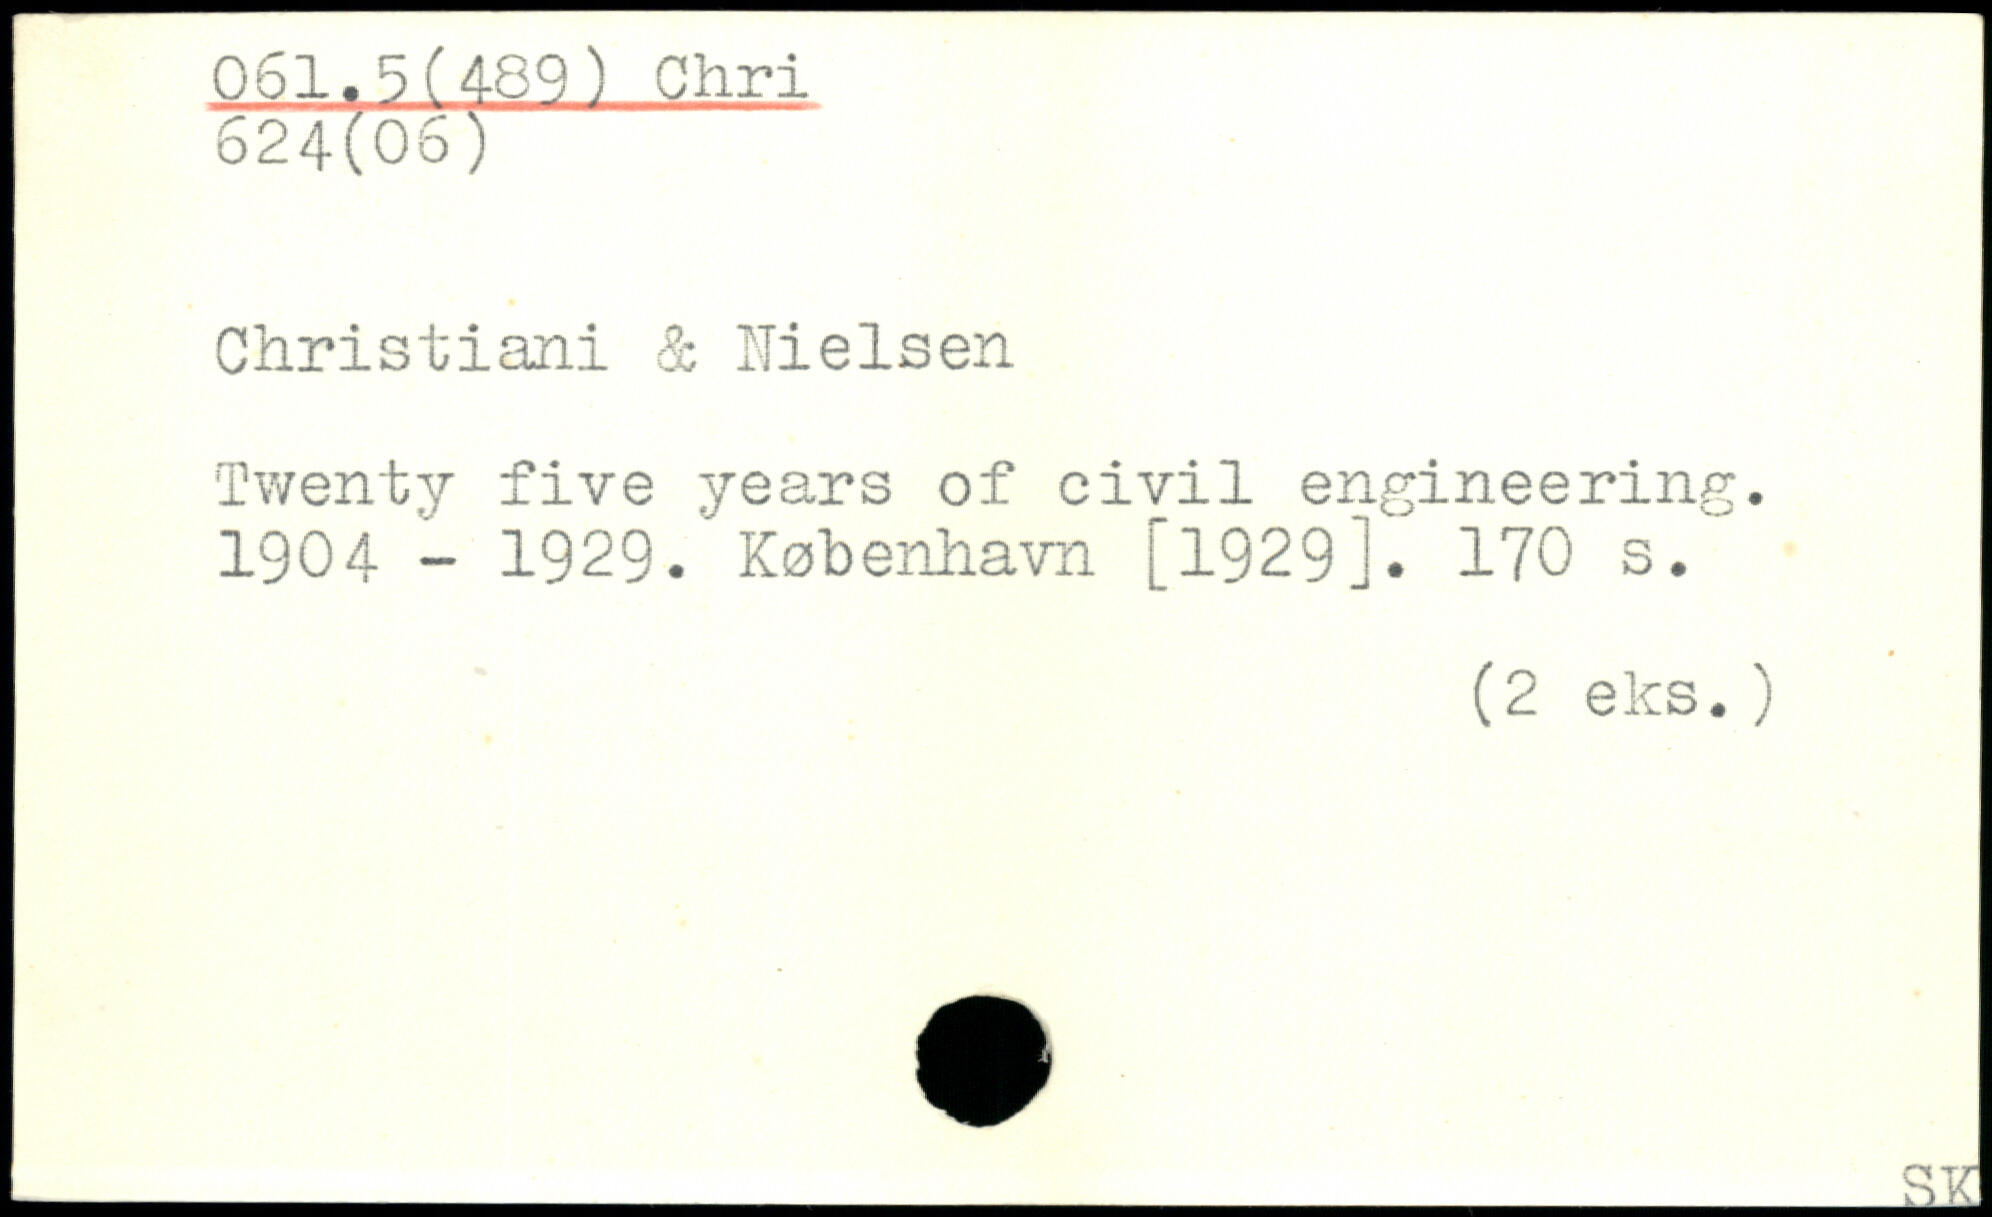 061.5(489) Chri
624(06)
Christiani & Nielsen
Twenty five years of civil engineering.
1904 - 1929. København [1929]. 170 s.
(2 eks.)
SK